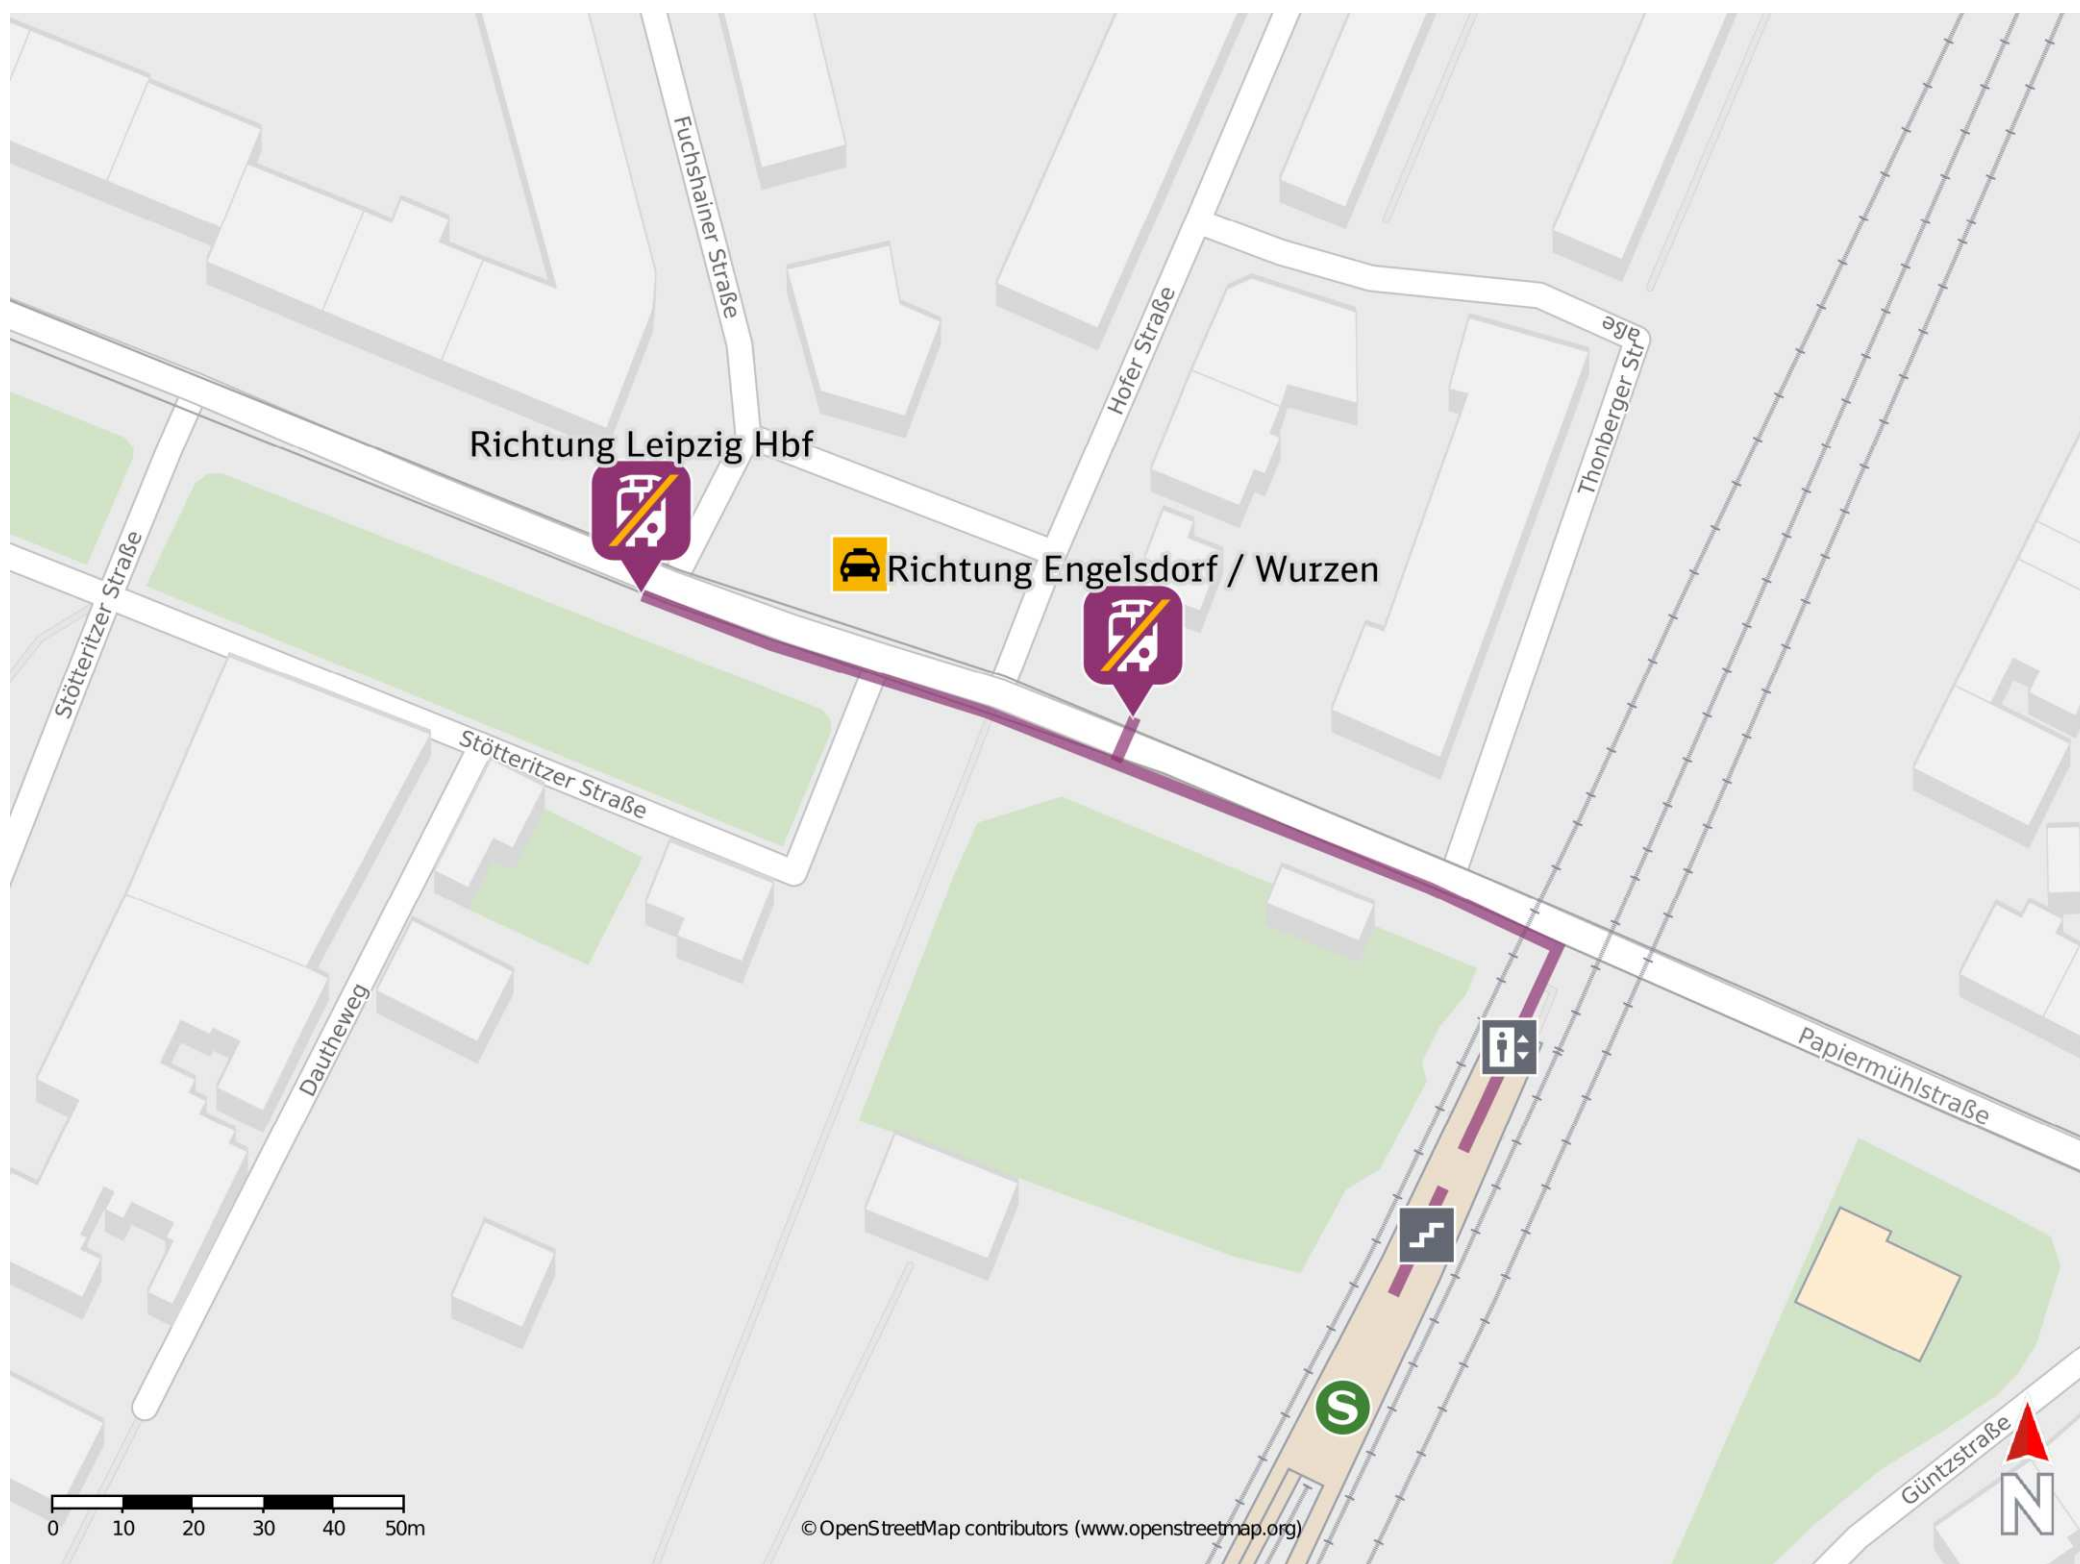 Fuchshainer Straße
Hofer Straße
Thonberger Straße
Richtung Leipzig Hbf
Richtung Engelsdorf / Wurzen
Stötteritzer Straße
Stötteritzer Straße
Dautheweg
Papiermühlstraße
S
Güntzstraße
N
0 10 20 30 40 50m
© OpenStreetMap contributors (www.openstreetmap.org)